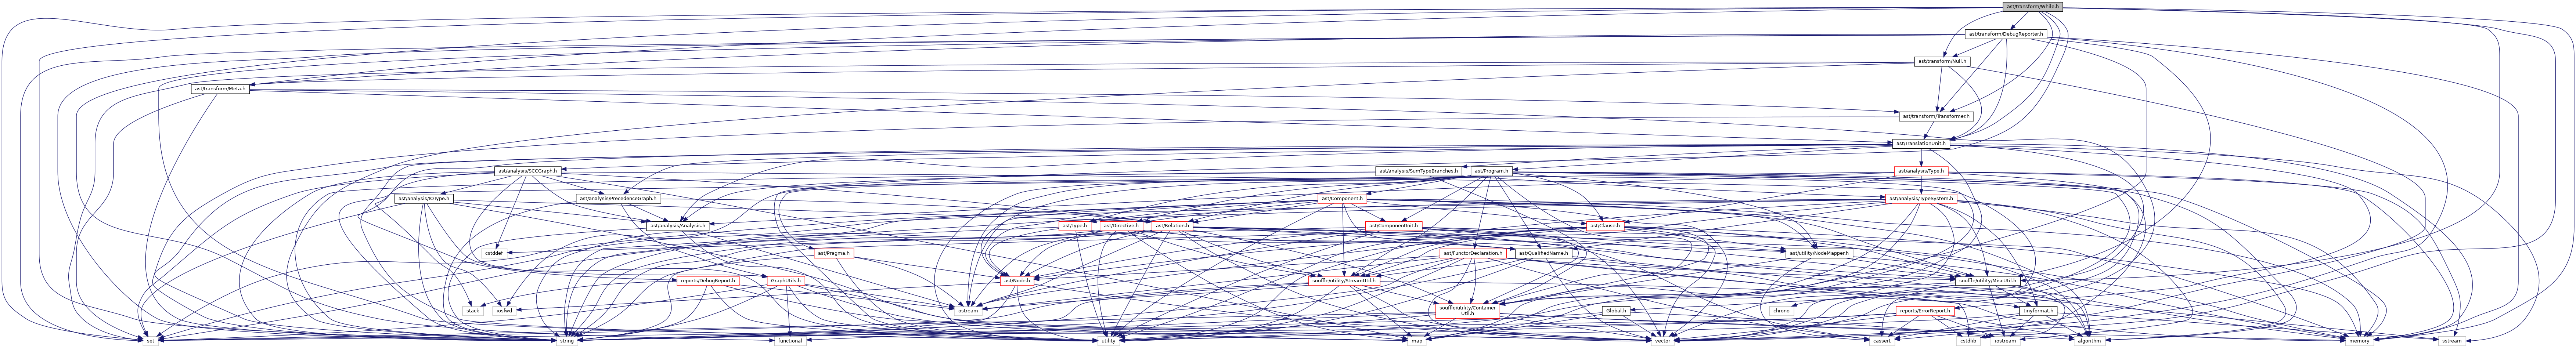 ast/transform/While.h
ast/transform/DebugReporter.h
ast/transform/Null.h
ast/transform/Meta.h
ast/transform/Transformer.h
ast/TranslationUnit.h
ast/analysis/SCCGraph.h
ast/analysis/SumTypeBranches.h
ast/Program.h
ast/analysis/Type.h
ast/analysis/IOType.h
ast/analysis/PrecedenceGraph.h
ast/Component.h
ast/analysis/TypeSystem.h
ast/analysis/Analysis.h
ast/Type.h
ast/Directive.h
ast/Relation.h
ast/ComponentInit.h
ast/Clause.h
cstddef
ast/Pragma.h
ast/FunctorDeclaration.h
ast/QualifiedName.h
ast/utility/NodeMapper.h
reports/DebugReport.h
GraphUtils.h
ast/Node.h
souffle/utility/StreamUtil.h
souffle/utility/MiscUtil.h
stack
iosfwd
ostream
souffle/utility/Container
Util.h
Global.h
chrono
reports/ErrorReport.h
tinyformat.h
set
string
functional
utility
map
vector
cassert
cstdlib
iostream
algorithm
memory
sstream